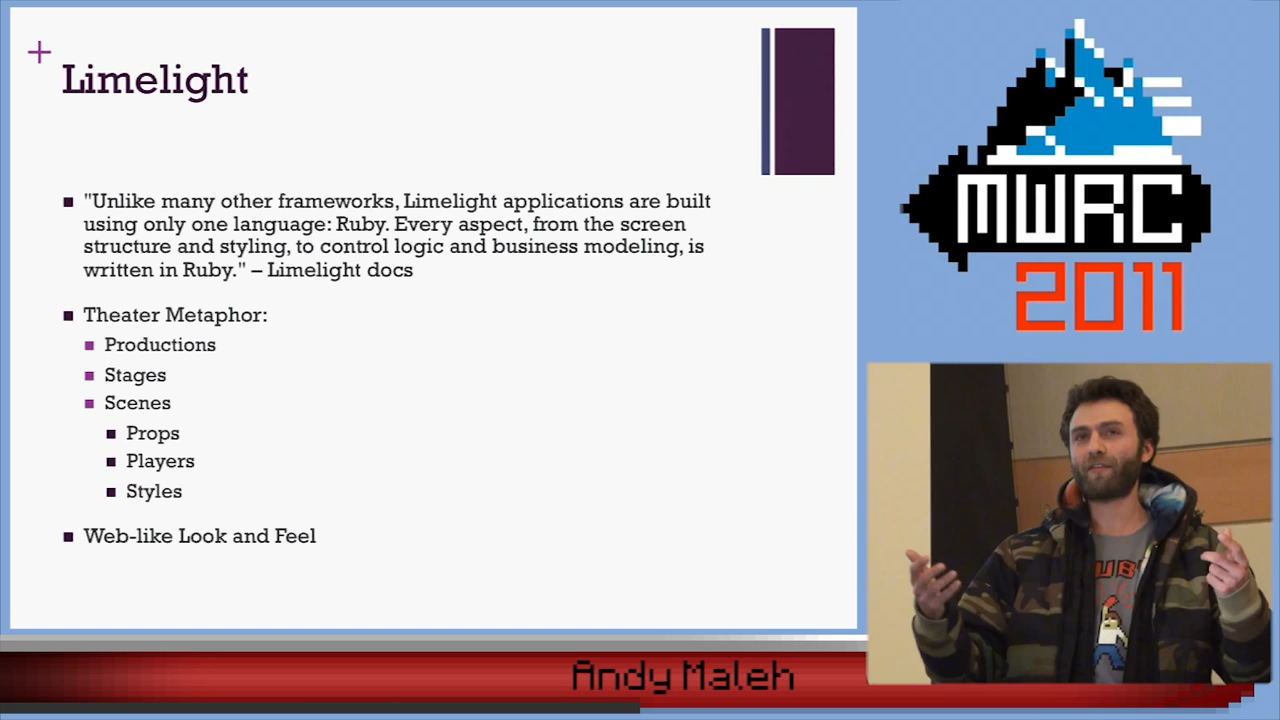 +
Limelight
"Unlike many other frameworks, Limelight applications are built
using only one language: Ruby. Every aspect, from the screen
structure and styling, to control logic and business modeling, is
written in Ruby." – Limelight docs
Theater Metaphor:
Productions
Stages
Scenes
Props
Players
Styles
Web-like Look and Feel
MWRC
2011
UB
Andy Maleh